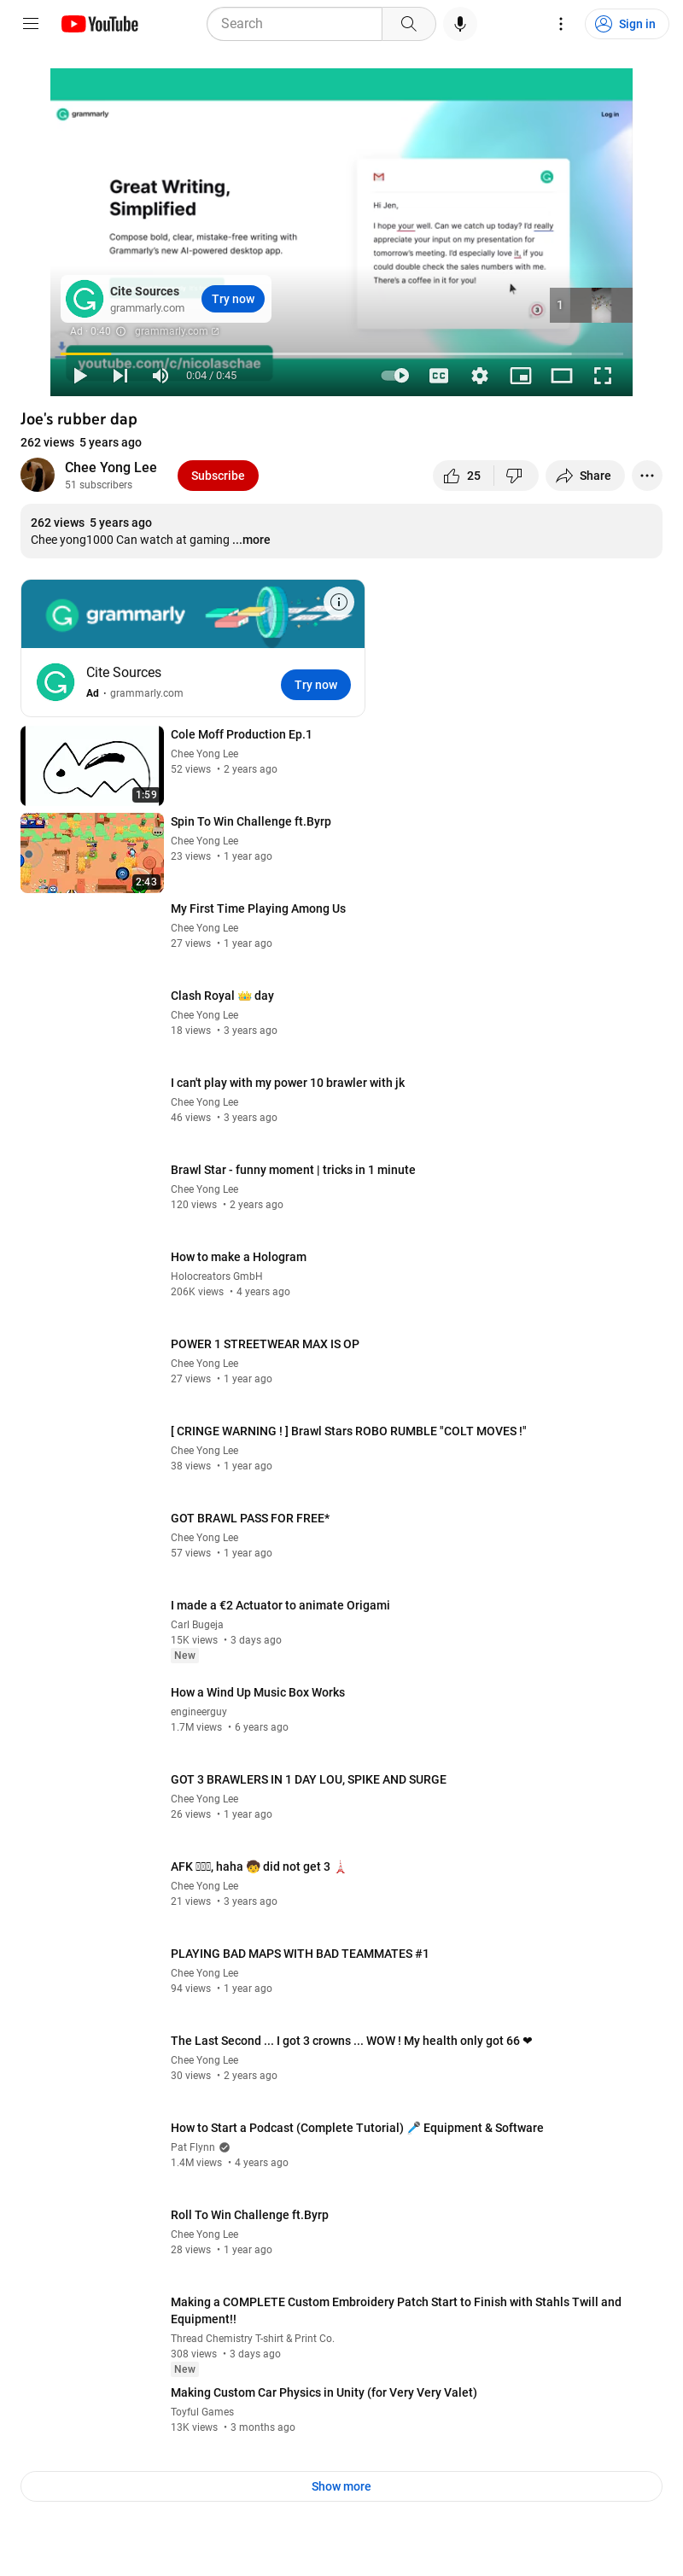 YouTube
Search
Sign in
grammarly
Log in
Great Writing,
Simplified
Compose bold, clear, mistake-free writing with
Grammarly's new AI-powered desktop app.
Hi Jen,
I hope your well. Can we catch up today? I'd really
appreciate your input on my presentation for
tomorrow's meeting. I'd especially love it, if you
could double check the sales numbers with me.
There's a coffee in it for you!
3
Cite Sources
grammarly.com
Try now
1
Ad · 0:40
grammarly.com
youtube.com/c/nicolaschae
0:04 / 0:45
CC
Joe's rubber dap
262 views 5 years ago
Chee Yong Lee
51 subscribers
Subscribe
25
Share
262 views 5 years ago
Chee yong1000 Can watch at gaming ...more
grammarly
Cite Sources
Ad · grammarly.com
Try now
Cole Moff Production Ep.1
Chee Yong Lee
52 views • 2 years ago
1:59
Spin To Win Challenge ft.Byrp
Chee Yong Lee
23 views • 1 year ago
2:43
My First Time Playing Among Us
Chee Yong Lee
27 views • 1 year ago
Clash Royal 👑 day
Chee Yong Lee
18 views • 3 years ago
I can't play with my power 10 brawler with jk
Chee Yong Lee
46 views • 3 years ago
Brawl Star - funny moment | tricks in 1 minute
Chee Yong Lee
120 views • 2 years ago
How to make a Hologram
Holocreators GmbH
206K views • 4 years ago
POWER 1 STREETWEAR MAX IS OP
Chee Yong Lee
27 views • 1 year ago
[ CRINGE WARNING ! ] Brawl Stars ROBO RUMBLE "COLT MOVES !"
Chee Yong Lee
38 views • 1 year ago
GOT BRAWL PASS FOR FREE*
Chee Yong Lee
57 views • 1 year ago
I made a €2 Actuator to animate Origami
Carl Bugeja
15K views • 3 days ago
New
How a Wind Up Music Box Works
engineerguy
1.7M views • 6 years ago
GOT 3 BRAWLERS IN 1 DAY LOU, SPIKE AND SURGE
Chee Yong Lee
26 views • 1 year ago
AFK , haha 🧒 did not get 3 🗼
Chee Yong Lee
21 views • 3 years ago
PLAYING BAD MAPS WITH BAD TEAMMATES #1
Chee Yong Lee
94 views • 1 year ago
The Last Second ... I got 3 crowns ... WOW ! My health only got 66 ❤
Chee Yong Lee
30 views • 2 years ago
How to Start a Podcast (Complete Tutorial) 🎤 Equipment & Software
Pat Flynn
1.4M views • 4 years ago
Roll To Win Challenge ft.Byrp
Chee Yong Lee
28 views • 1 year ago
Making a COMPLETE Custom Embroidery Patch Start to Finish with Stahls Twill and
Equipment!!
Thread Chemistry T-shirt & Print Co.
308 views • 3 days ago
New
Making Custom Car Physics in Unity (for Very Very Valet)
Toyful Games
13K views • 3 months ago
Show more